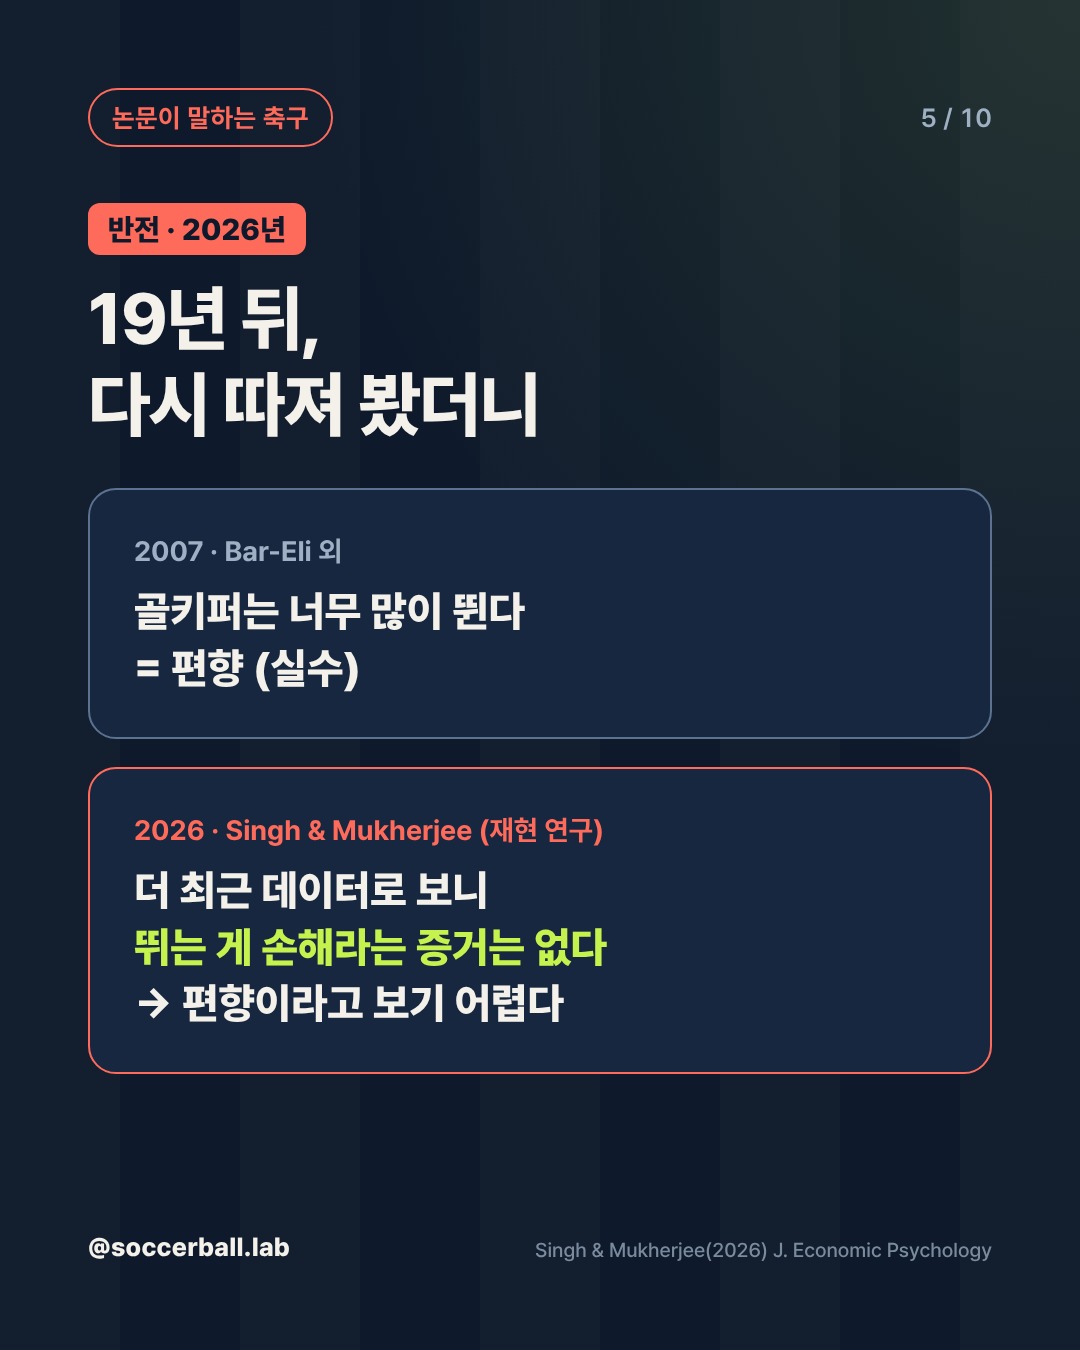 논문이 말하는 축구
5 / 10
반전 · 2026년
19년 뒤,
다시 따져 봤더니
2007 · Bar-Eli 외
골키퍼는 너무 많이 뛴다
= 편향 (실수)
2026 · Singh & Mukherjee (재현 연구)
더 최근 데이터로 보니
뛰는 게 손해라는 증거는 없다
→ 편향이라고 보기 어렵다
@soccerball.lab
Singh & Mukherjee(2026) J. Economic Psychology